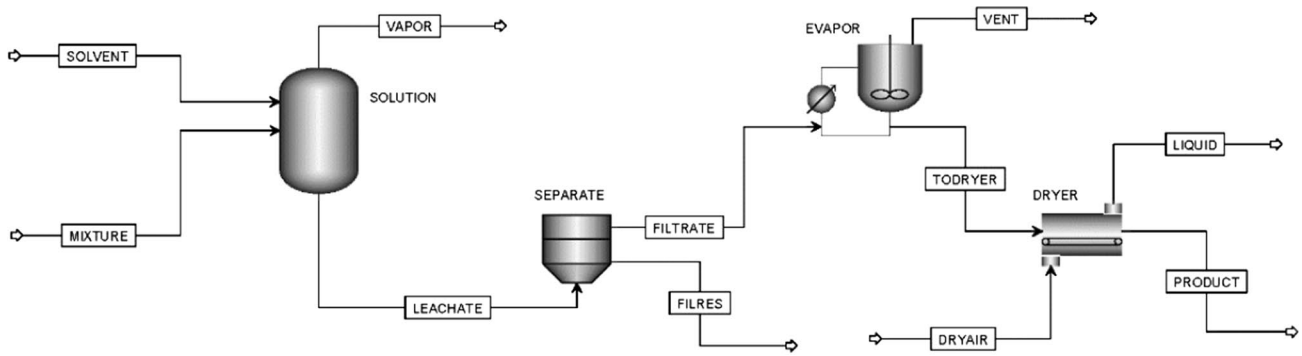 VAPOR
VENT
SOLVENT
EVAPOR
SOLUTION
LIQUID
TODRYER
SEPARATE
DRYER
MIXTURE
FILTRATE
PRODUCT
LEACHATE
FILRES
DRYAIR